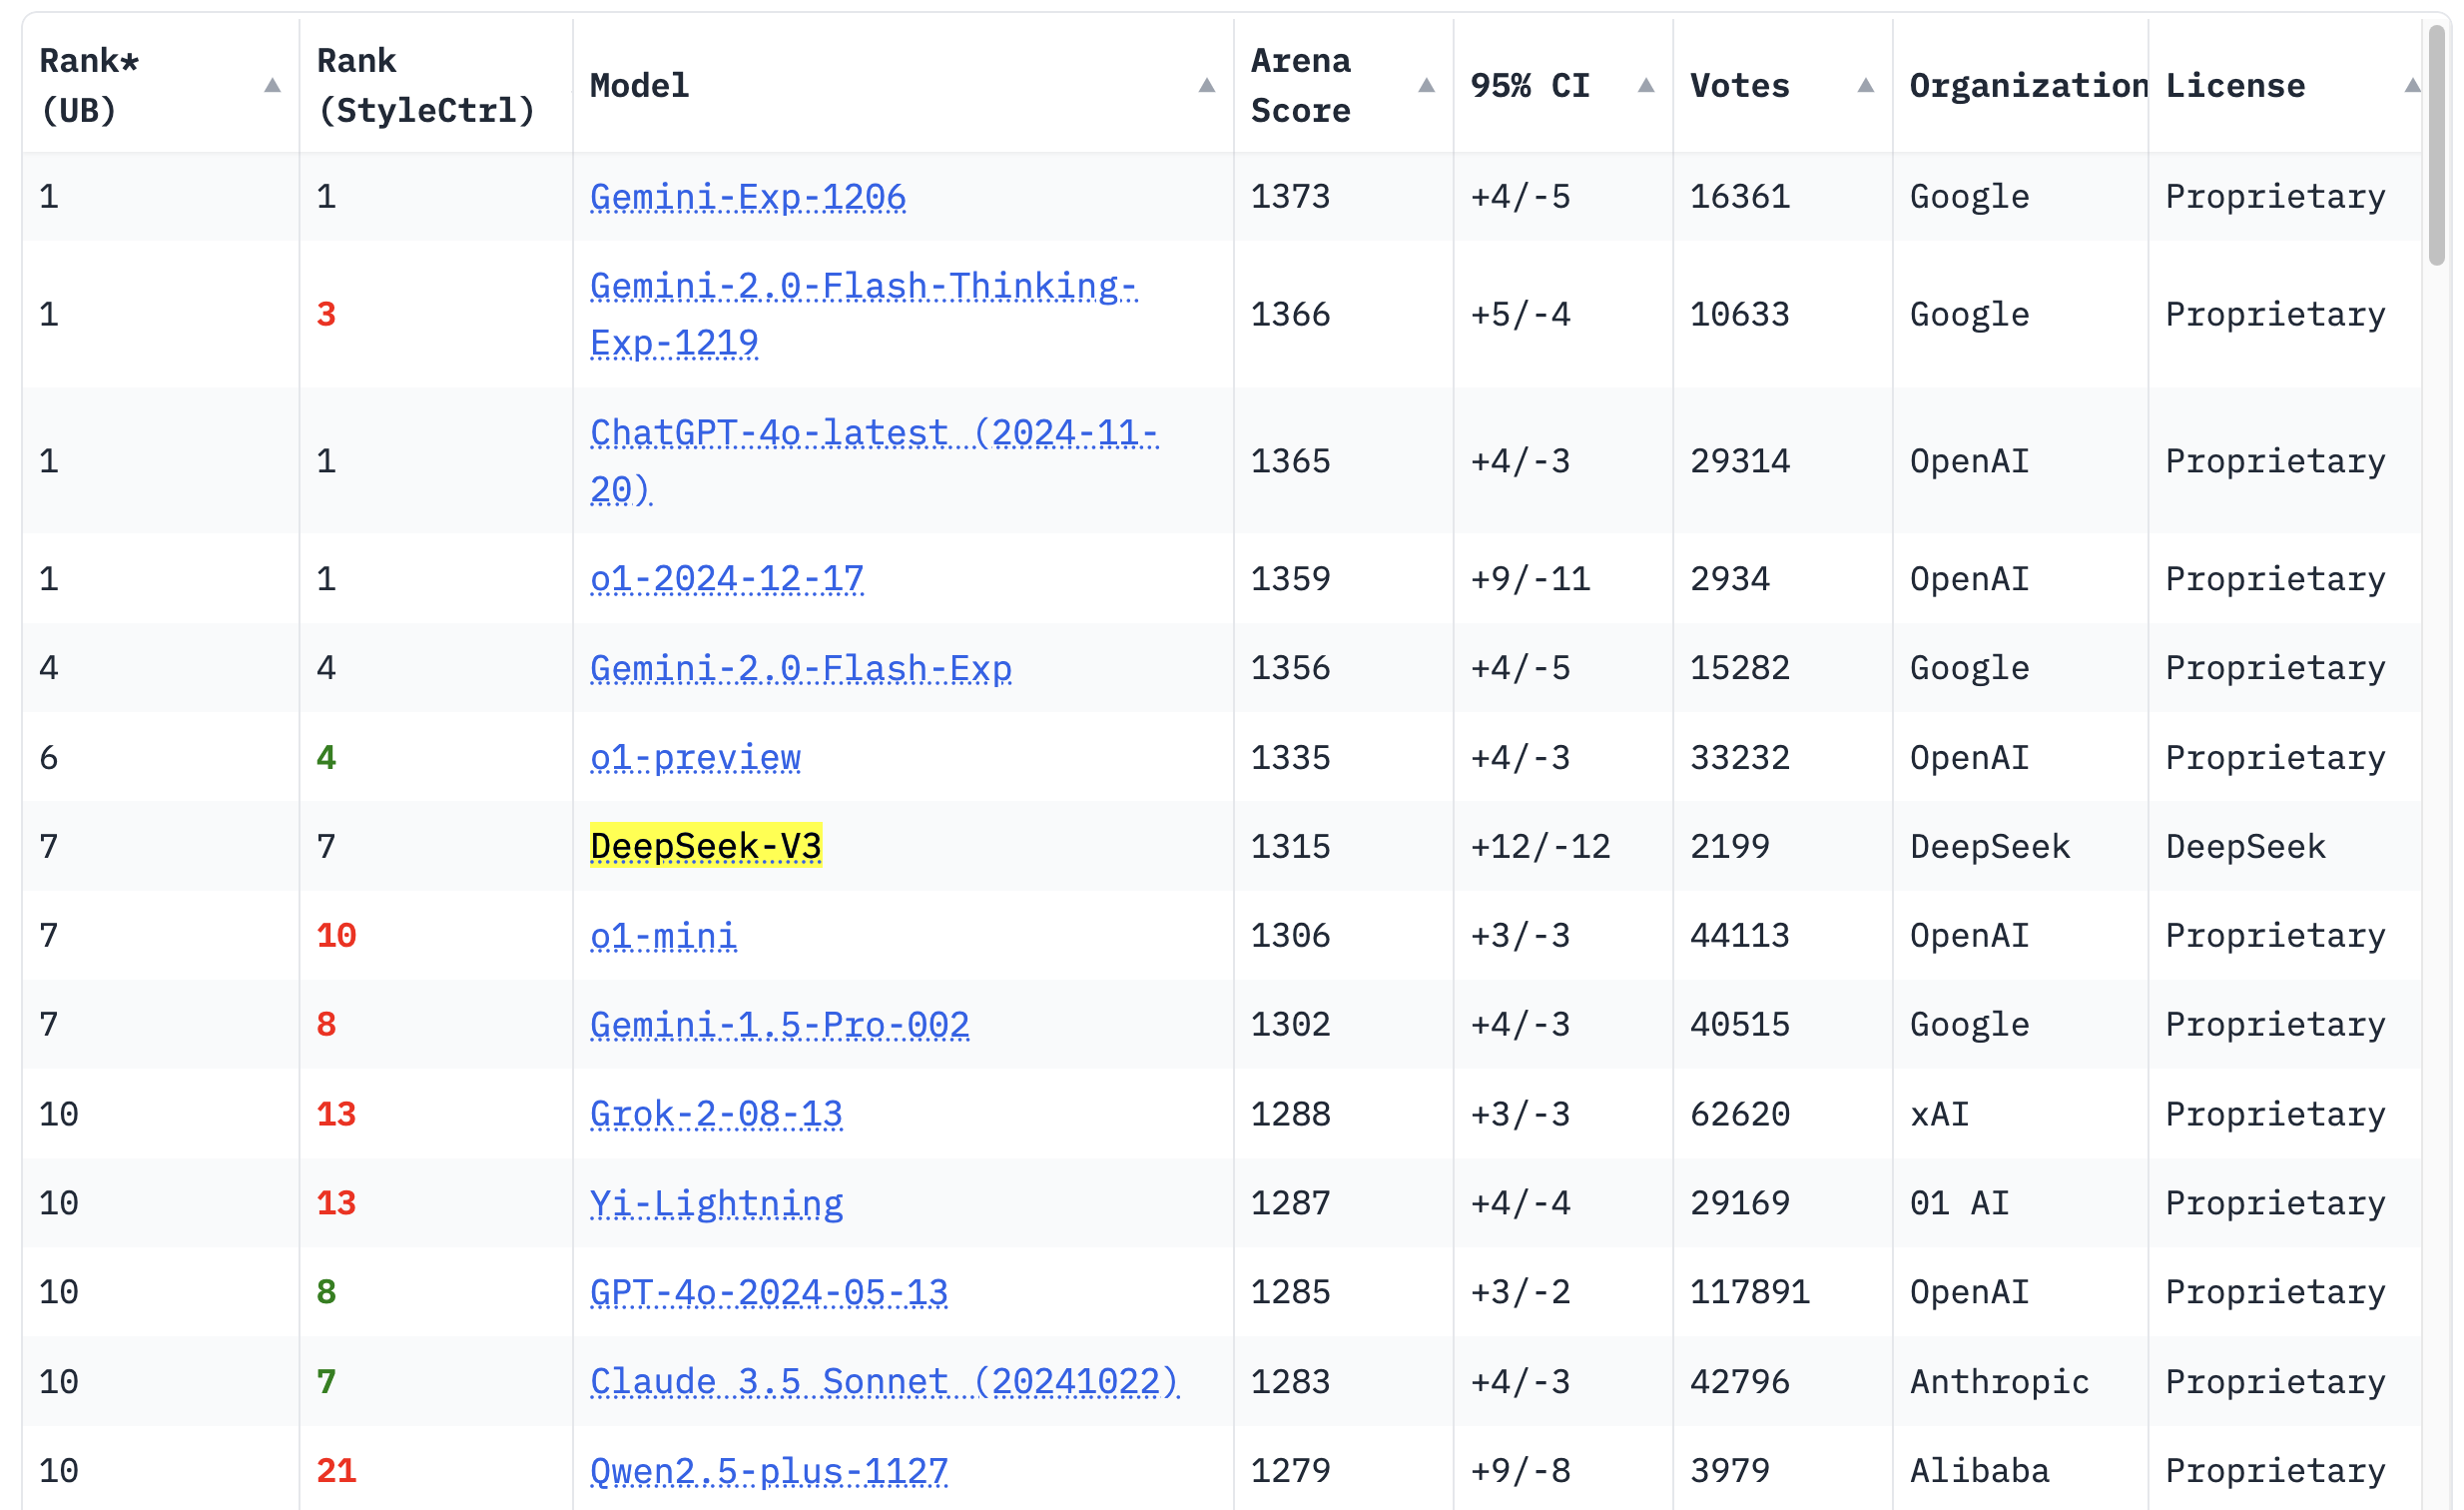 Rank* (UB) Rank (StyleCtrl) Model Arena Score 95% CI Votes Organization License
1 1 Gemini-Exp-1206 1373 +4/-5 16361 Google Proprietary
1 3 Gemini-2.0-Flash-Thinking-Exp-1219 1366 +5/-4 10633 Google Proprietary
1 1 ChatGPT-4o-latest (2024-11-20) 1365 +4/-3 29314 OpenAI Proprietary
1 1 o1-2024-12-17 1359 +9/-11 2934 OpenAI Proprietary
4 4 Gemini-2.0-Flash-Exp 1356 +4/-5 15282 Google Proprietary
6 4 o1-preview 1335 +4/-3 33232 OpenAI Proprietary
7 7 DeepSeek-V3 1315 +12/-12 2199 DeepSeek DeepSeek
7 10 o1-mini 1306 +3/-3 44113 OpenAI Proprietary
7 8 Gemini-1.5-Pro-002 1302 +4/-3 40515 Google Proprietary
10 13 Grok-2-08-13 1288 +3/-3 62620 xAI Proprietary
10 13 Yi-Lightning 1287 +4/-4 29169 01 AI Proprietary
10 8 GPT-4o-2024-05-13 1285 +3/-2 117891 OpenAI Proprietary
10 7 Claude 3.5 Sonnet (20241022) 1283 +4/-3 42796 Anthropic Proprietary
10 21 Qwen2.5-plus-1127 1279 +9/-8 3979 Alibaba Proprietary